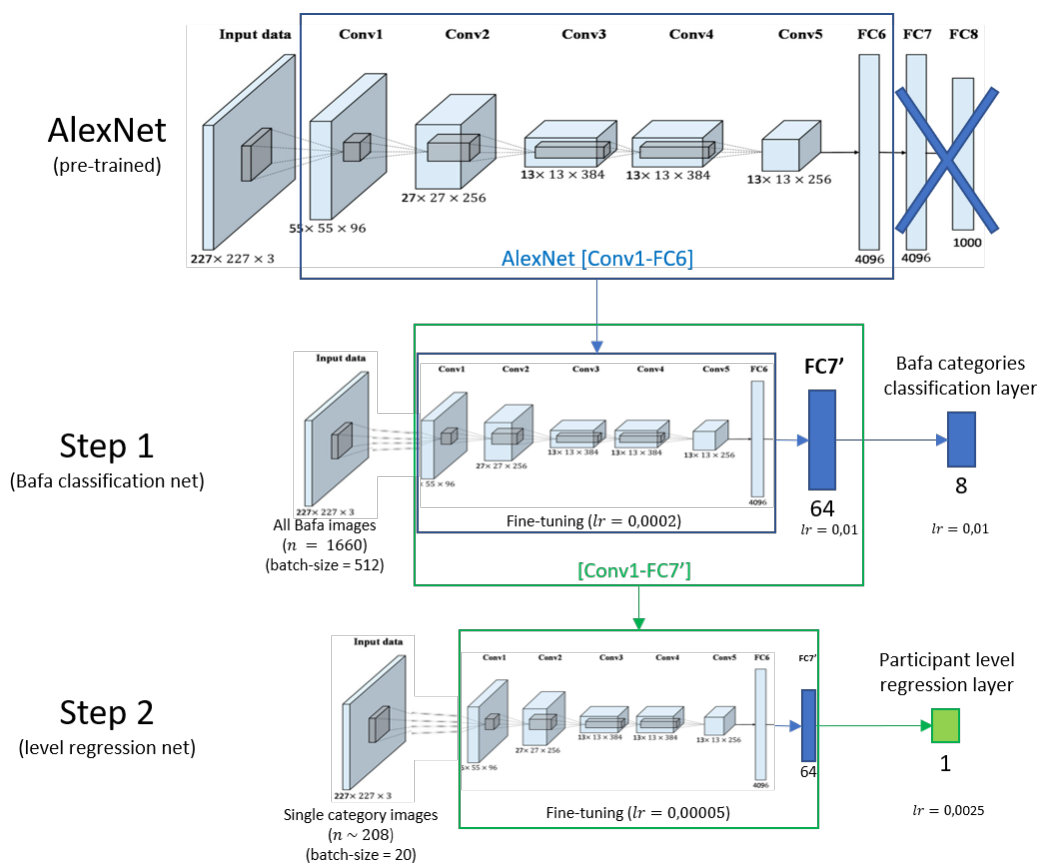 Input data
Conv1
Conv2
Conv3
Conv4
Conv5
FC6
FC7
FC8
AlexNet
(pre-trained)
227× 227 × 3
55× 55 × 96
27× 27 × 256
13× 13 × 384
13× 13 × 384
13× 13 × 256
4096
4096
1000
AlexNet [Conv1-FC6]
Step 1
(Bafa classification net)
Input data
Conv1
Conv2
Conv3
Conv4
Conv5
FC6
FC7'
Bafa categories
classification layer
227× 227 × 3
55 × 96
27× 27 × 256
13× 13 × 384
13× 13 × 384
13× 13 × 256
4096
64
8
All Bafa images
(n = 1660)
(batch-size = 512)
Fine-tuning (lr = 0,0002)
lr = 0,01
lr = 0,01
[Conv1-FC7']
Step 2
(level regression net)
Input data
Conv1
Conv2
Conv3
Conv4
Conv5
FC6
FC7'
Participant level
regression layer
227× 227 × 3
5× 55 × 96
27× 27 × 256
13× 13 × 384
13× 13 × 384
13× 13 × 256
4096
64
1
Single category images
(n ~ 208)
(batch-size = 20)
Fine-tuning (lr = 0,00005)
lr = 0,0025